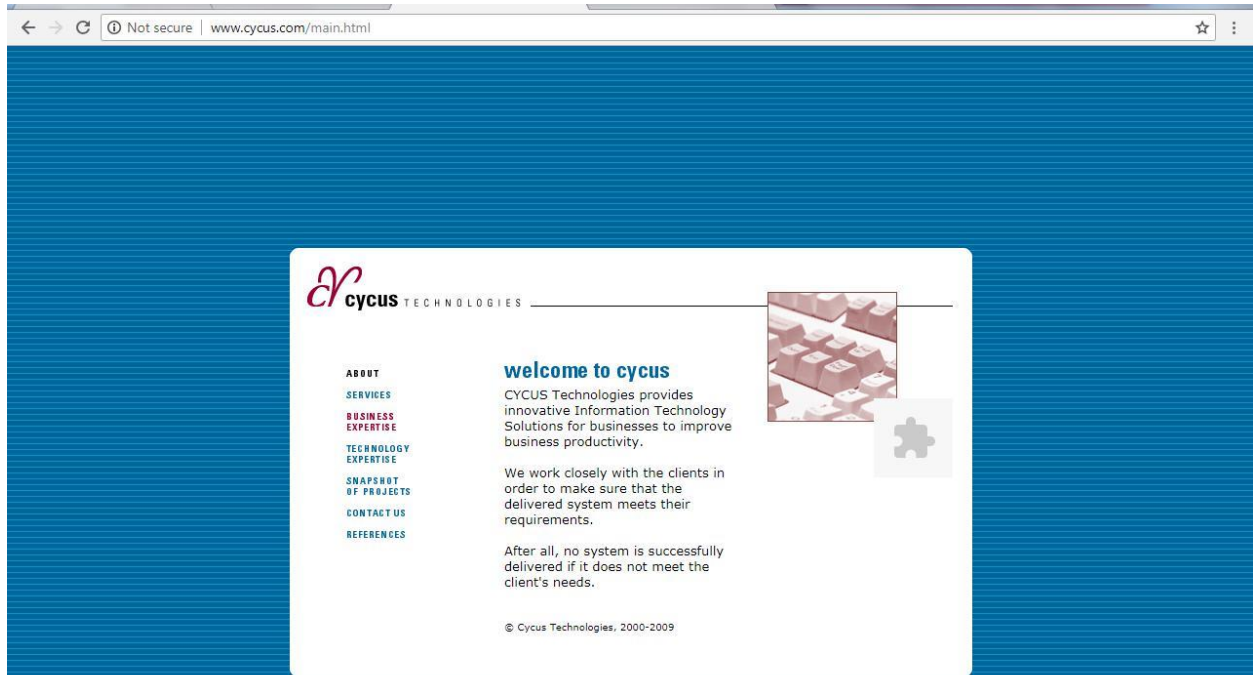 Not secure | www.cycus.com/main.html
cycus TECHNOLOGIES
ABOUT
SERVICES
BUSINESS
EXPERTISE
TECHNOLOGY
EXPERTISE
SNAPSHOT
OF PROJECTS
CONTACT US
REFERENCES
welcome to cycus
CYCUS Technologies provides
innovative Information Technology
Solutions for businesses to improve
business productivity.
We work closely with the clients in
order to make sure that the
delivered system meets their
requirements.
After all, no system is successfully
delivered if it does not meet the
client's needs.
© Cycus Technologies, 2000-2009